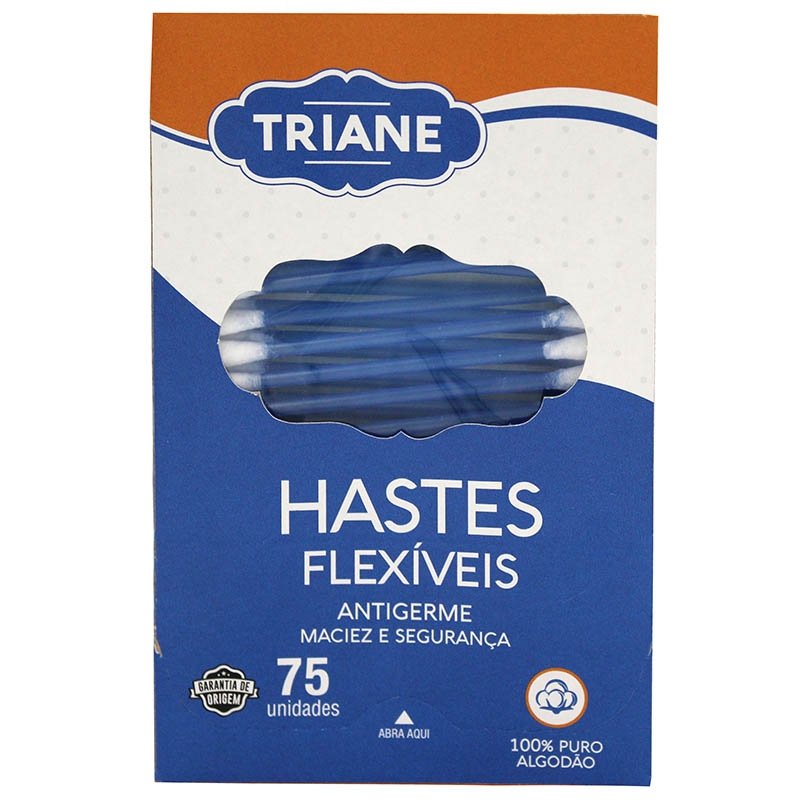 TRIANE
HASTES
FLEXÍVEIS
ANTIGERME
MACIEZ E SEGURANÇA
GARANTIA DE
ORIGEM
75
unidades
ABRA AQUI
100% PURO
ALGODÃO